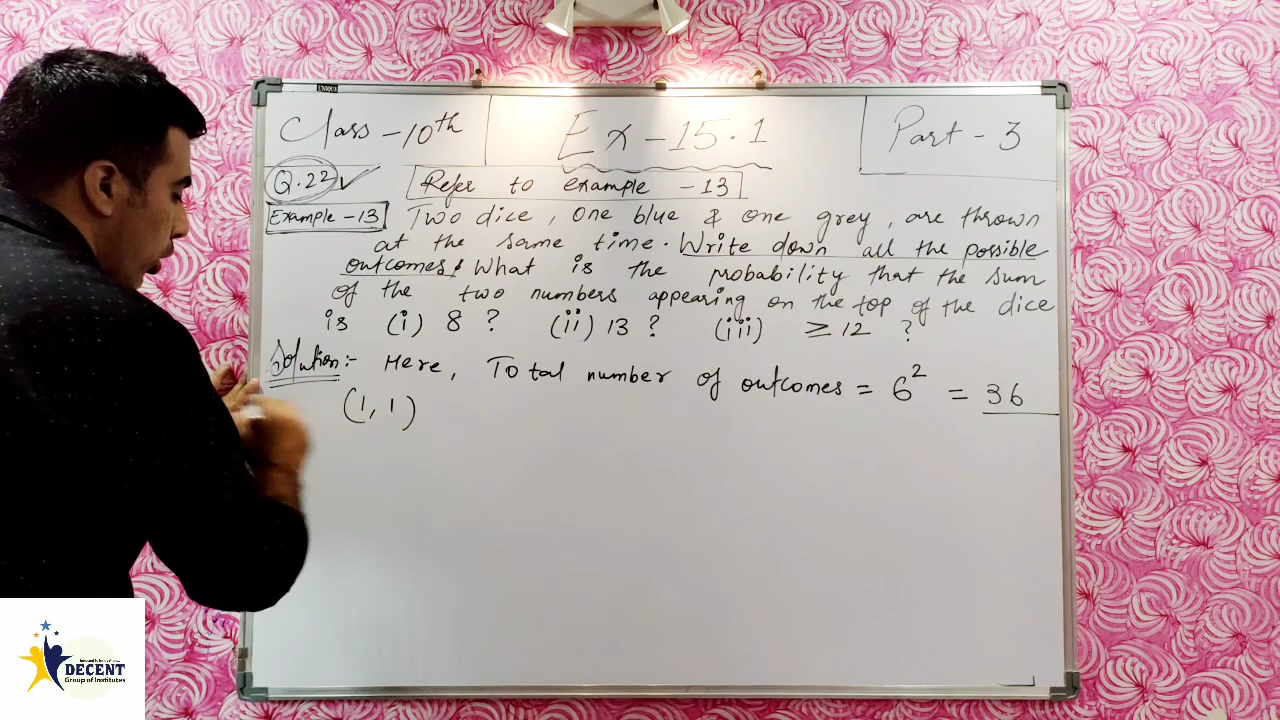 UNIQUE
Class - 10th
Ex - 15.1
Part - 3
Q.22
Refer to example - 13
Example - 13
Two dice, One blue & one grey, are thrown
at the same time. Write down all the possible
outcomes. What is the probability that the sum
of the two numbers appearing on the top of the dice
is (i) 8 ? (ii) 13 ? (iii) ≥ 12 ?
Solution:- Here, Total number of outcomes = 6² = 36
(1, 1)
DECENT
Group of Institutes